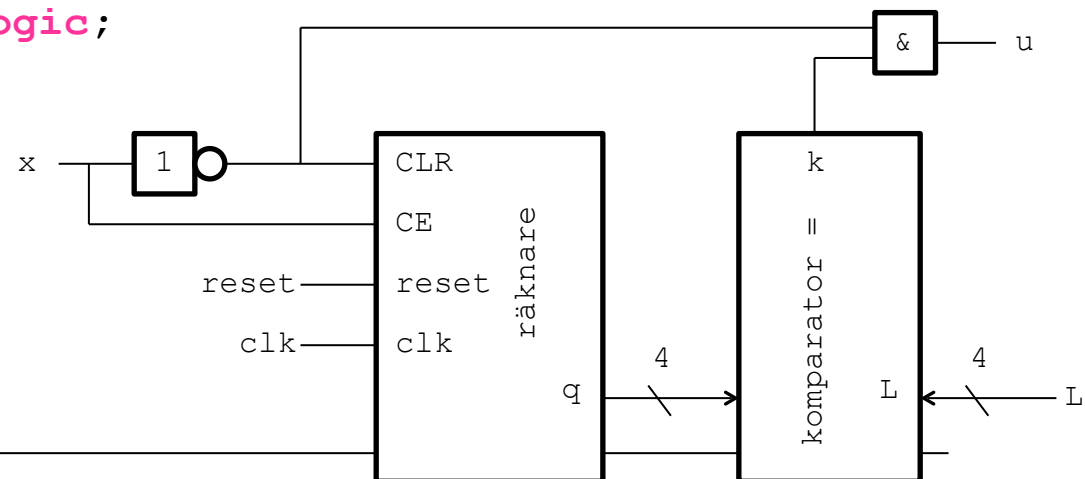 ogic;
& u
x 1 CLR k
CE
reset reset
clk clk
räknare
komparator =
4 4
q L L